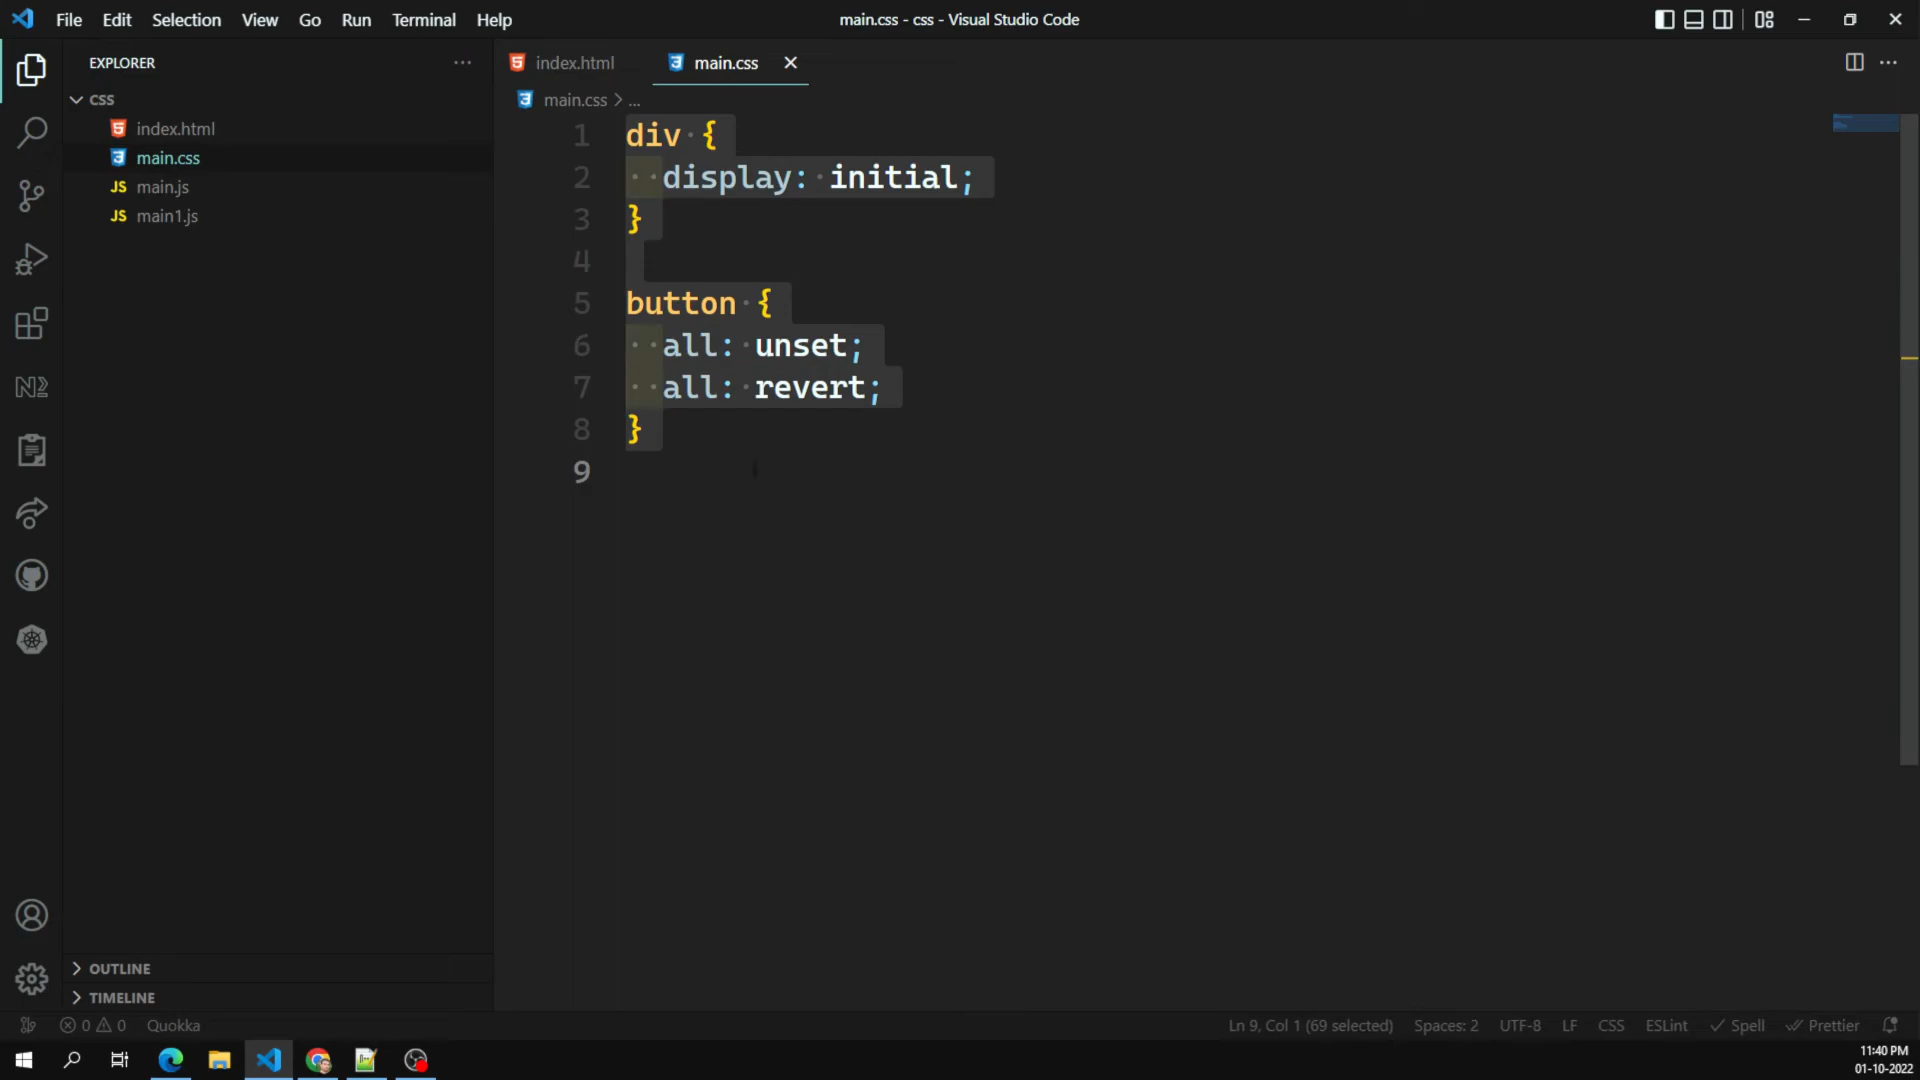 File Edit Selection View Go Run Terminal Help
main.css - css - Visual Studio Code
EXPLORER
CSS
index.html
main.css
main.js
main1.js
OUTLINE
TIMELINE
index.html
main.css
main.css > ...
1 div {
2 display: initial;
3 }
4
5 button {
6 all: unset;
7 all: revert;
8 }
9
0 0 Quokka
Ln 9, Col 1 (69 selected) Spaces: 2 UTF-8 LF CSS ESLint Spell Prettier
11:40 PM
01-10-2022